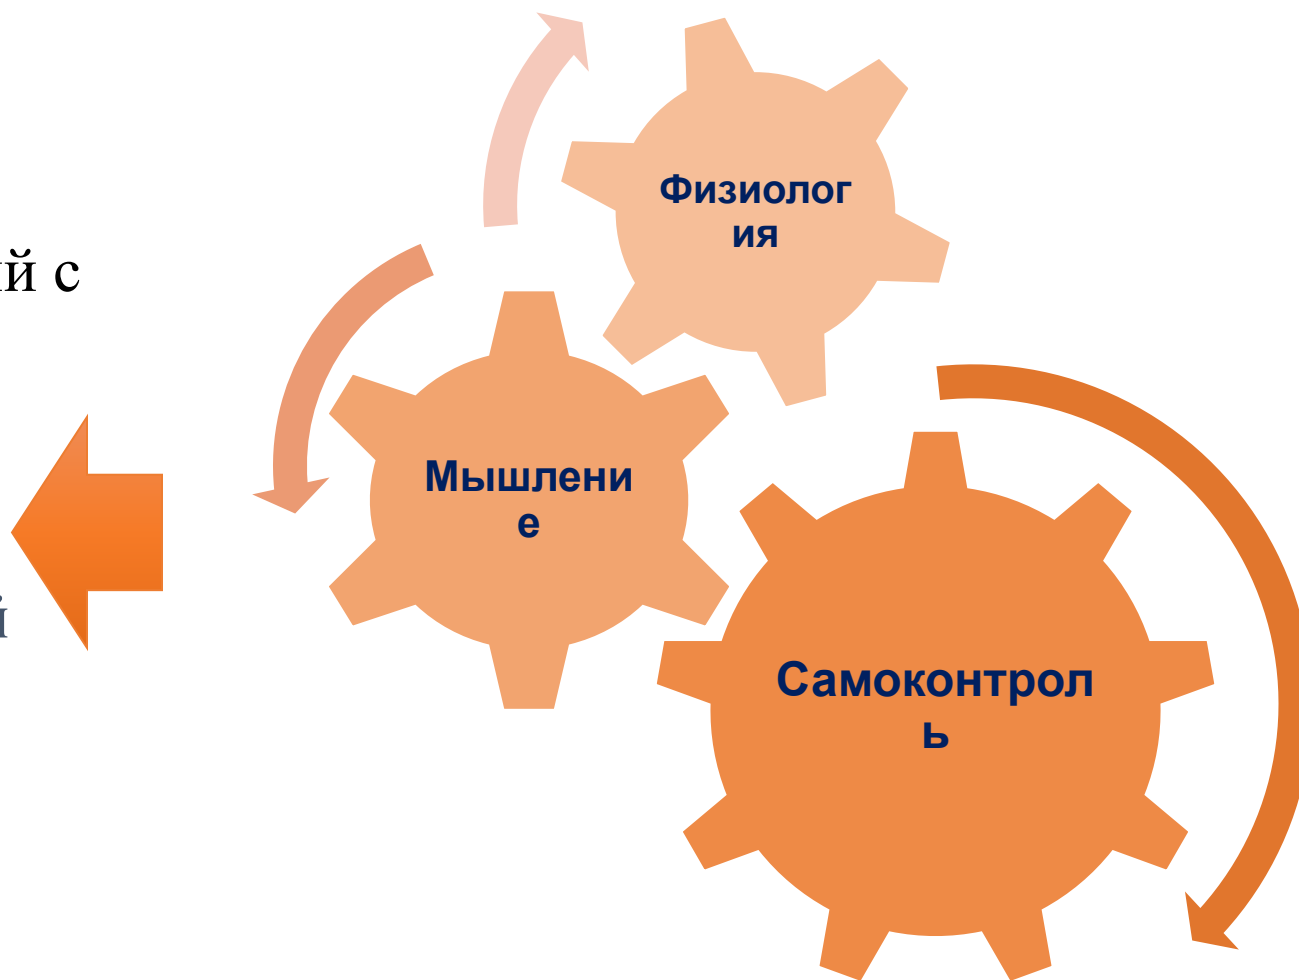 Физиолог
ия
й с
Мышлени
е
й
Самоконтрол
ь